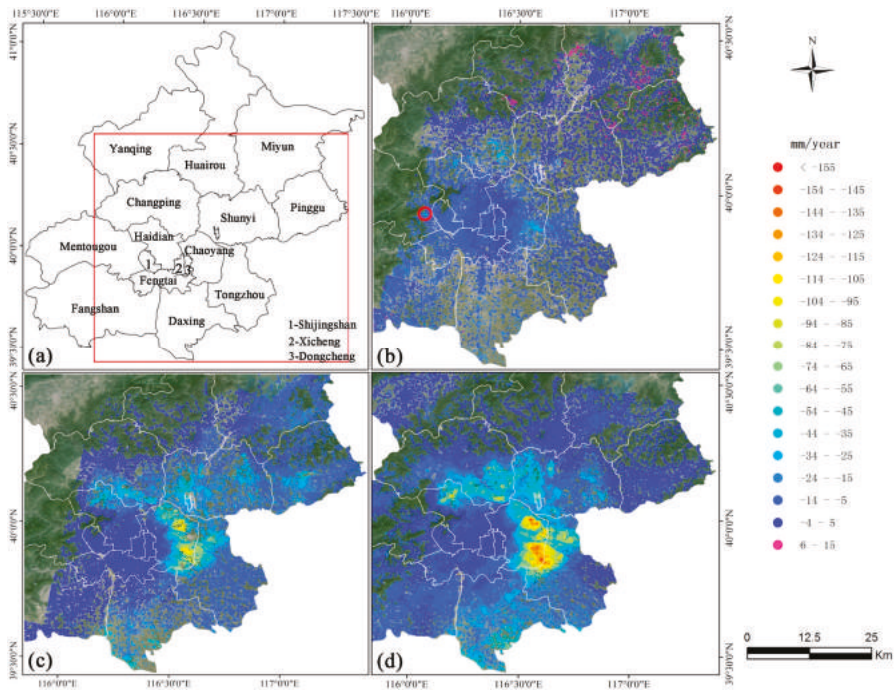 115°30'0"E 116°0'0"E 116°30'0"E 117°0'0"E 117°30'0"E
116°0'0"E 116°30'0"E 117°0'0"E
41°0'0"N
40°30'0"N
40°0'0"N
39°30'0"N
Yanqing
Huairou
Miyun
Changping
Shunyi
Pinggu
Haidian
Mentougou
Chaoyang
1
2
3
Fengtai
Fangshan
Tongzhou
Daxing
1-Shijingshan
2-Xicheng
3-Dongcheng
(a)
(b)
40°30'0"N
40°0'0"N
39°30'0"N
N
mm/year
< -155
-154 - -145
-144 - -135
-134 - -125
-124 - -115
-114 - -105
-104 - -95
-94 - -85
-84 - -75
-74 - -65
-64 - -55
-54 - -45
-44 - -35
-34 - -25
-24 - -15
-14 - -5
-4 - 5
6 - 15
40°30'0"N
40°0'0"N
39°30'0"N
(c)
(d)
40°30'0"N
40°0'0"N
39°30'0"N
116°0'0"E 116°30'0"E 117°0'0"E
116°0'0"E 116°30'0"E 117°0'0"E
0 12.5 25
Km